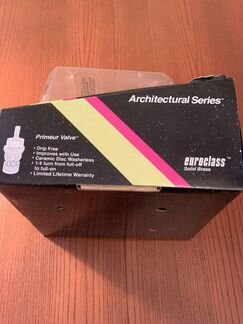 Architectural Series™
Primeur Valve™
• Drip Free
• Improves with Use
• Ceramic Disc Washerless
• 1/4 turn from full-off
to full-on
• Limited Lifetime Warranty
euroclass™
Solid Brass